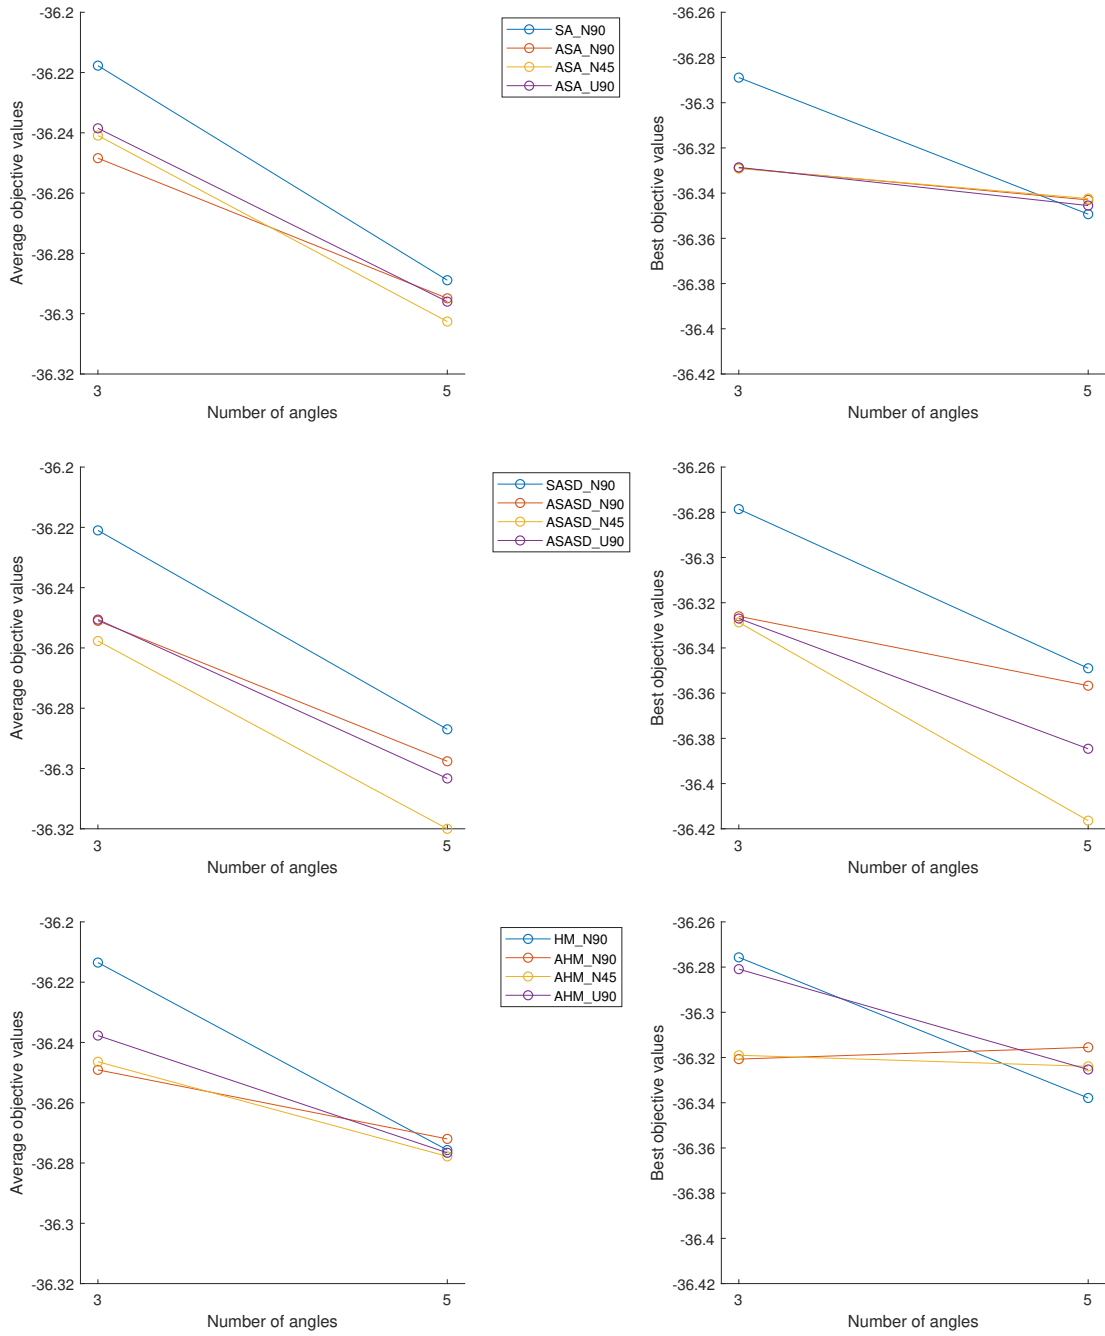 -36.2
-36.22
-36.24
-36.26
-36.28
-36.3
-36.32
Average objective values
3
5
Number of angles
SA_N90
ASA_N90
ASA_N45
ASA_U90
-36.26
-36.28
-36.3
-36.32
-36.34
-36.36
-36.38
-36.4
-36.42
Best objective values
3
5
Number of angles
-36.2
-36.22
-36.24
-36.26
-36.28
-36.3
-36.32
Average objective values
3
5
Number of angles
SASD_N90
ASASD_N90
ASASD_N45
ASASD_U90
-36.26
-36.28
-36.3
-36.32
-36.34
-36.36
-36.38
-36.4
-36.42
Best objective values
3
5
Number of angles
-36.2
-36.22
-36.24
-36.26
-36.28
-36.3
-36.32
Average objective values
3
5
Number of angles
HM_N90
AHM_N90
AHM_N45
AHM_U90
-36.26
-36.28
-36.3
-36.32
-36.34
-36.36
-36.38
-36.4
-36.42
Best objective values
3
5
Number of angles